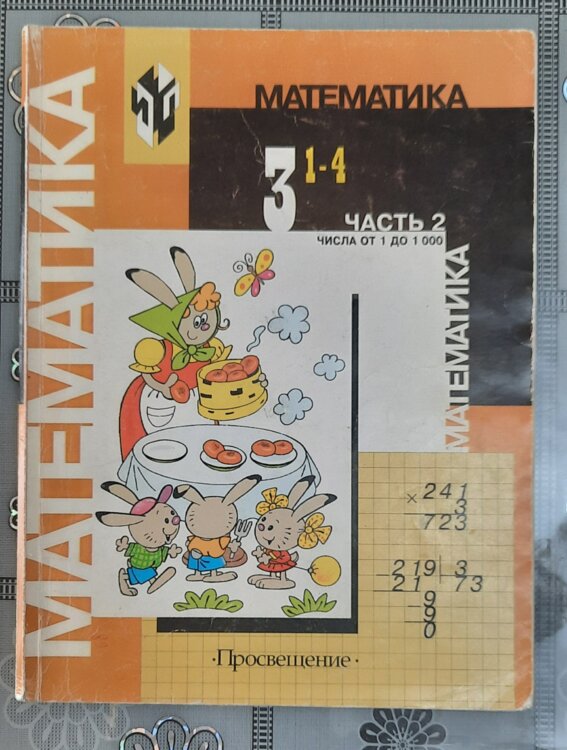 МАТЕМАТИКА
МАТЕМАТИКА
3 1-4
ЧАСТЬ 2
ЧИСЛА ОТ 1 ДО 1 000
МАТЕМАТИКА
× 241
3
723
- 219 | 3
21 73
9
- 9
0
· Просвещение ·